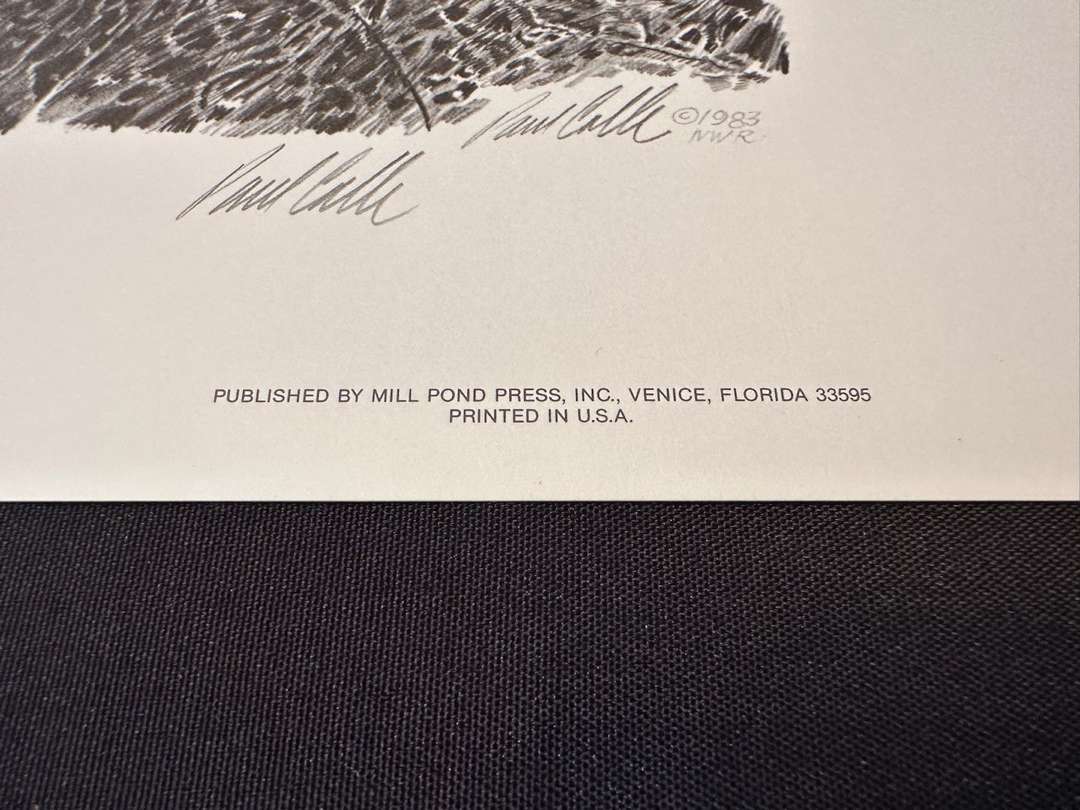 Paul Calle ©1983
NWR
Paul Calle
PUBLISHED BY MILL POND PRESS, INC., VENICE, FLORIDA 33595
PRINTED IN U.S.A.